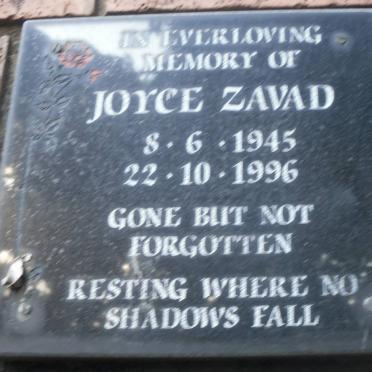 IN EVERLOVING
MEMORY OF
JOYCE ZAVAD
8 · 6 · 1945
22 · 10 · 1996
GONE BUT NOT
FORGOTTEN
RESTING WHERE NO
SHADOWS FALL